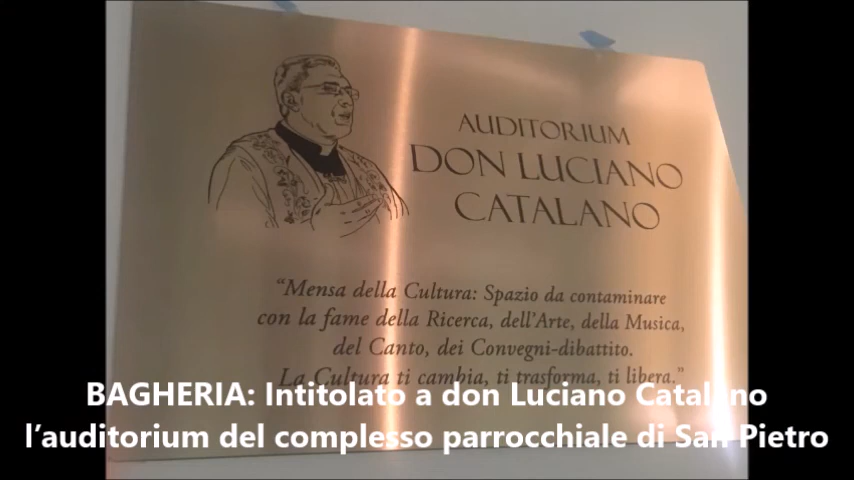 AUDITORIUM
DON LUCIANO
CATALANO
“Mensa della Cultura: Spazio da contaminare
con la fame della Ricerca, dell'Arte, della Musica,
del Canto, dei Convegni-dibattito.
La Cultura ti cambia, ti trasforma, ti libera."
BAGHERIA: Intitolato a don Luciano Catalano
l’auditorium del complesso parrocchiale di San Pietro